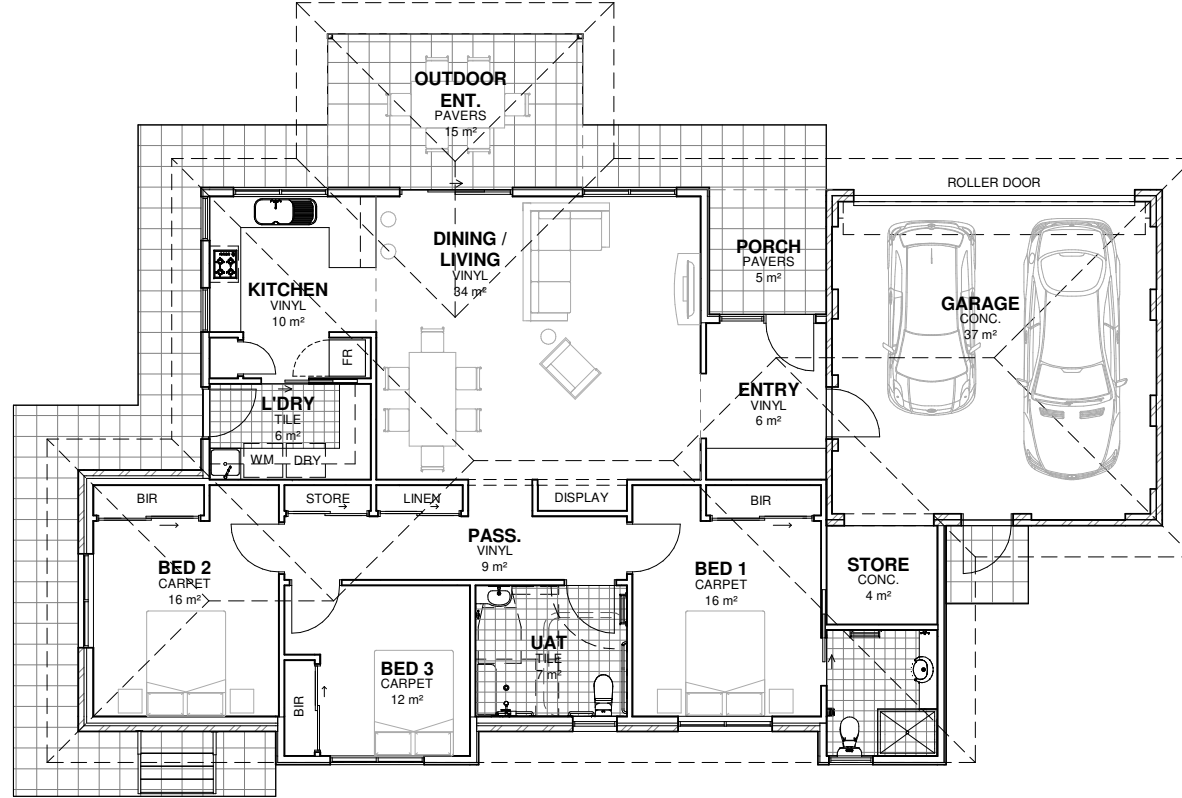 OUTDOOR
ENT.
PAVERS
15 m²
ROLLER DOOR
DINING /
LIVING
VINYL
34 m²
PORCH
PAVERS
5 m²
KITCHEN
VINYL
10 m²
GARAGE
CONC.
37 m²
FR
L'DRY
TILE
6 m²
ENTRY
VINYL
6 m²
WM
DRY
BIR
STORE
LINEN
DISPLAY
BIR
PASS.
VINYL
9 m²
BED 2
CARPET
16 m²
BED 1
CARPET
16 m²
STORE
CONC.
4 m²
UAT
TILE
7 m²
BED 3
CARPET
12 m²
BIR